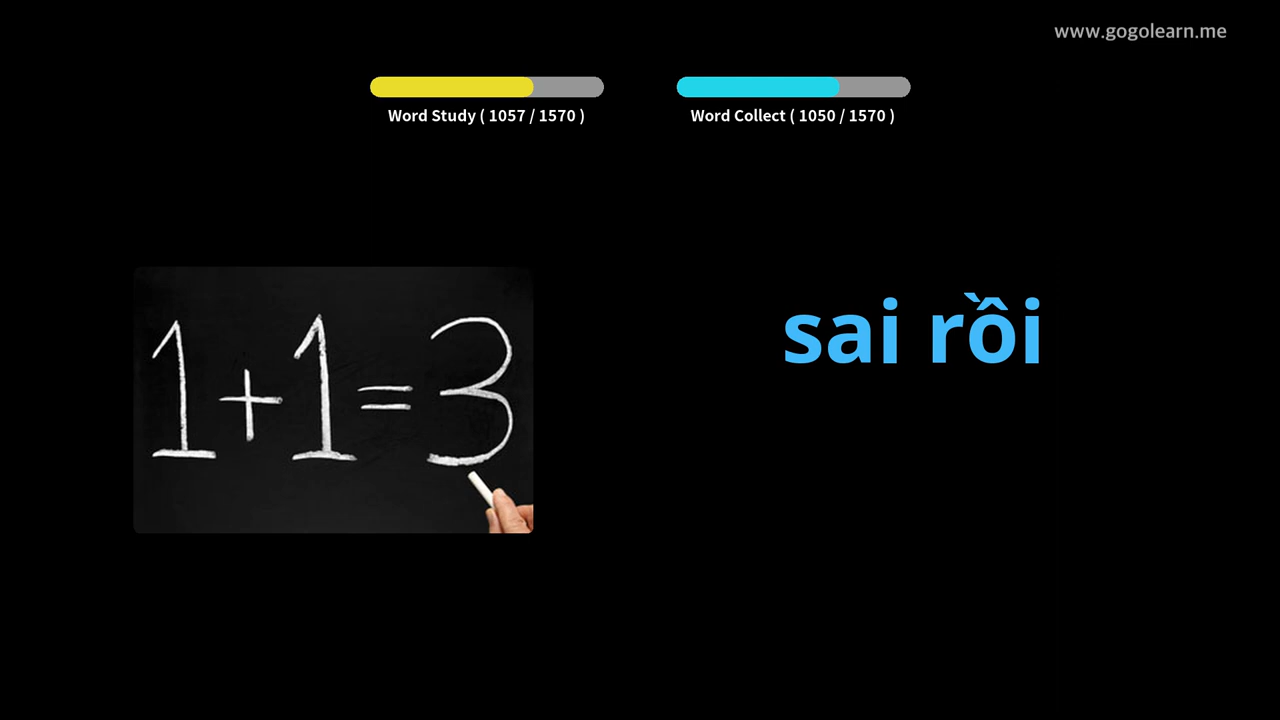 www.gogolearn.me
Word Study ( 1057 / 1570 )
Word Collect ( 1050 / 1570 )
1+1=3
sai rồi